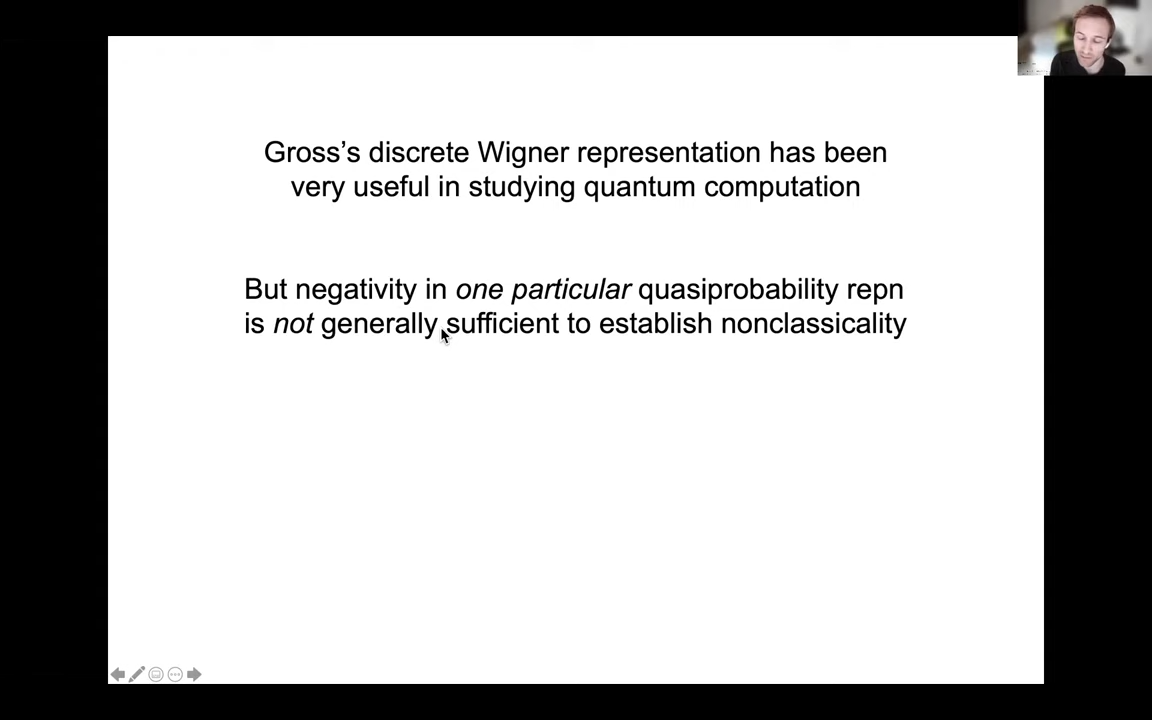 Gross’s discrete Wigner representation has been
very useful in studying quantum computation
But negativity in one particular quasiprobability repn
is not generally sufficient to establish nonclassicality